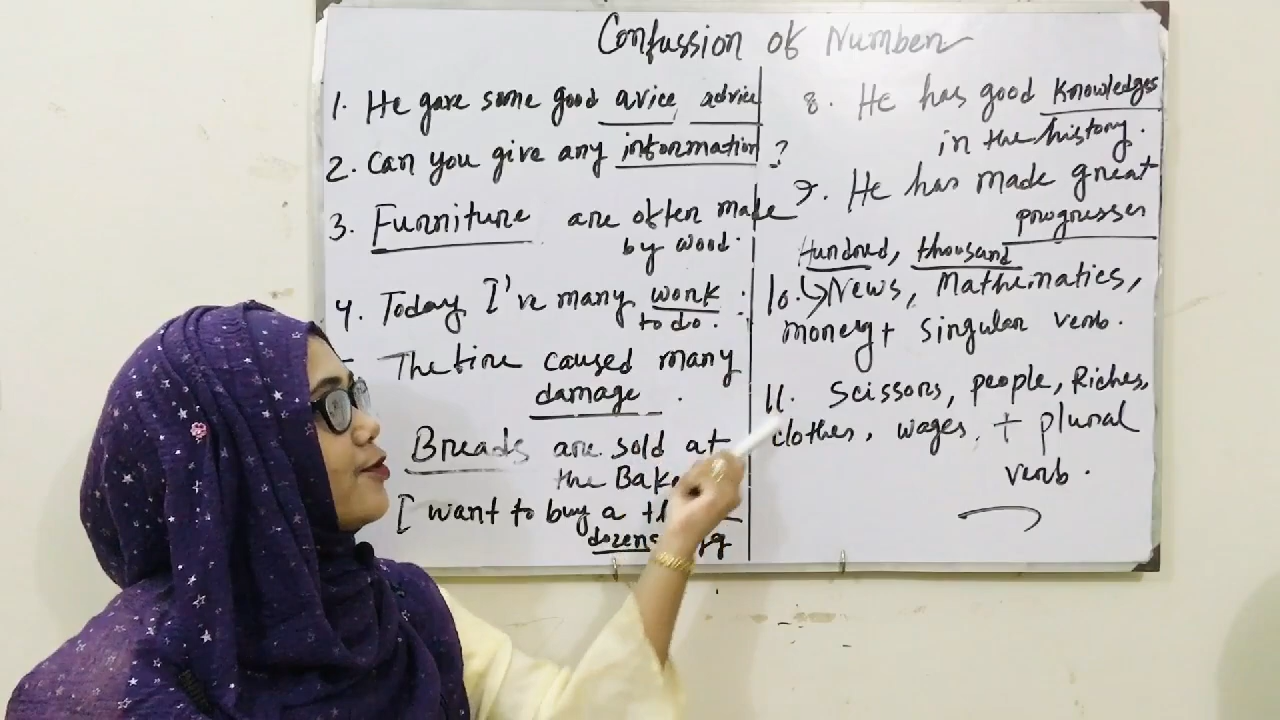 Confussion of Number
1. He gave some good avice advice
2. Can you give any information ?
3. Furniture are often made
by wood.
4. Today I've many work
to do.
The fire caused many
damage.
Breads are sold at
the
I want to buy a
dozens
8. He has good knowledges
in the history.
9. He has made great
progresses
Hundred, thousand
10. → News, Mathematics,
money + singular verb.
11. Scissors, people, Riches,
clothes, wages, + plural
verb.